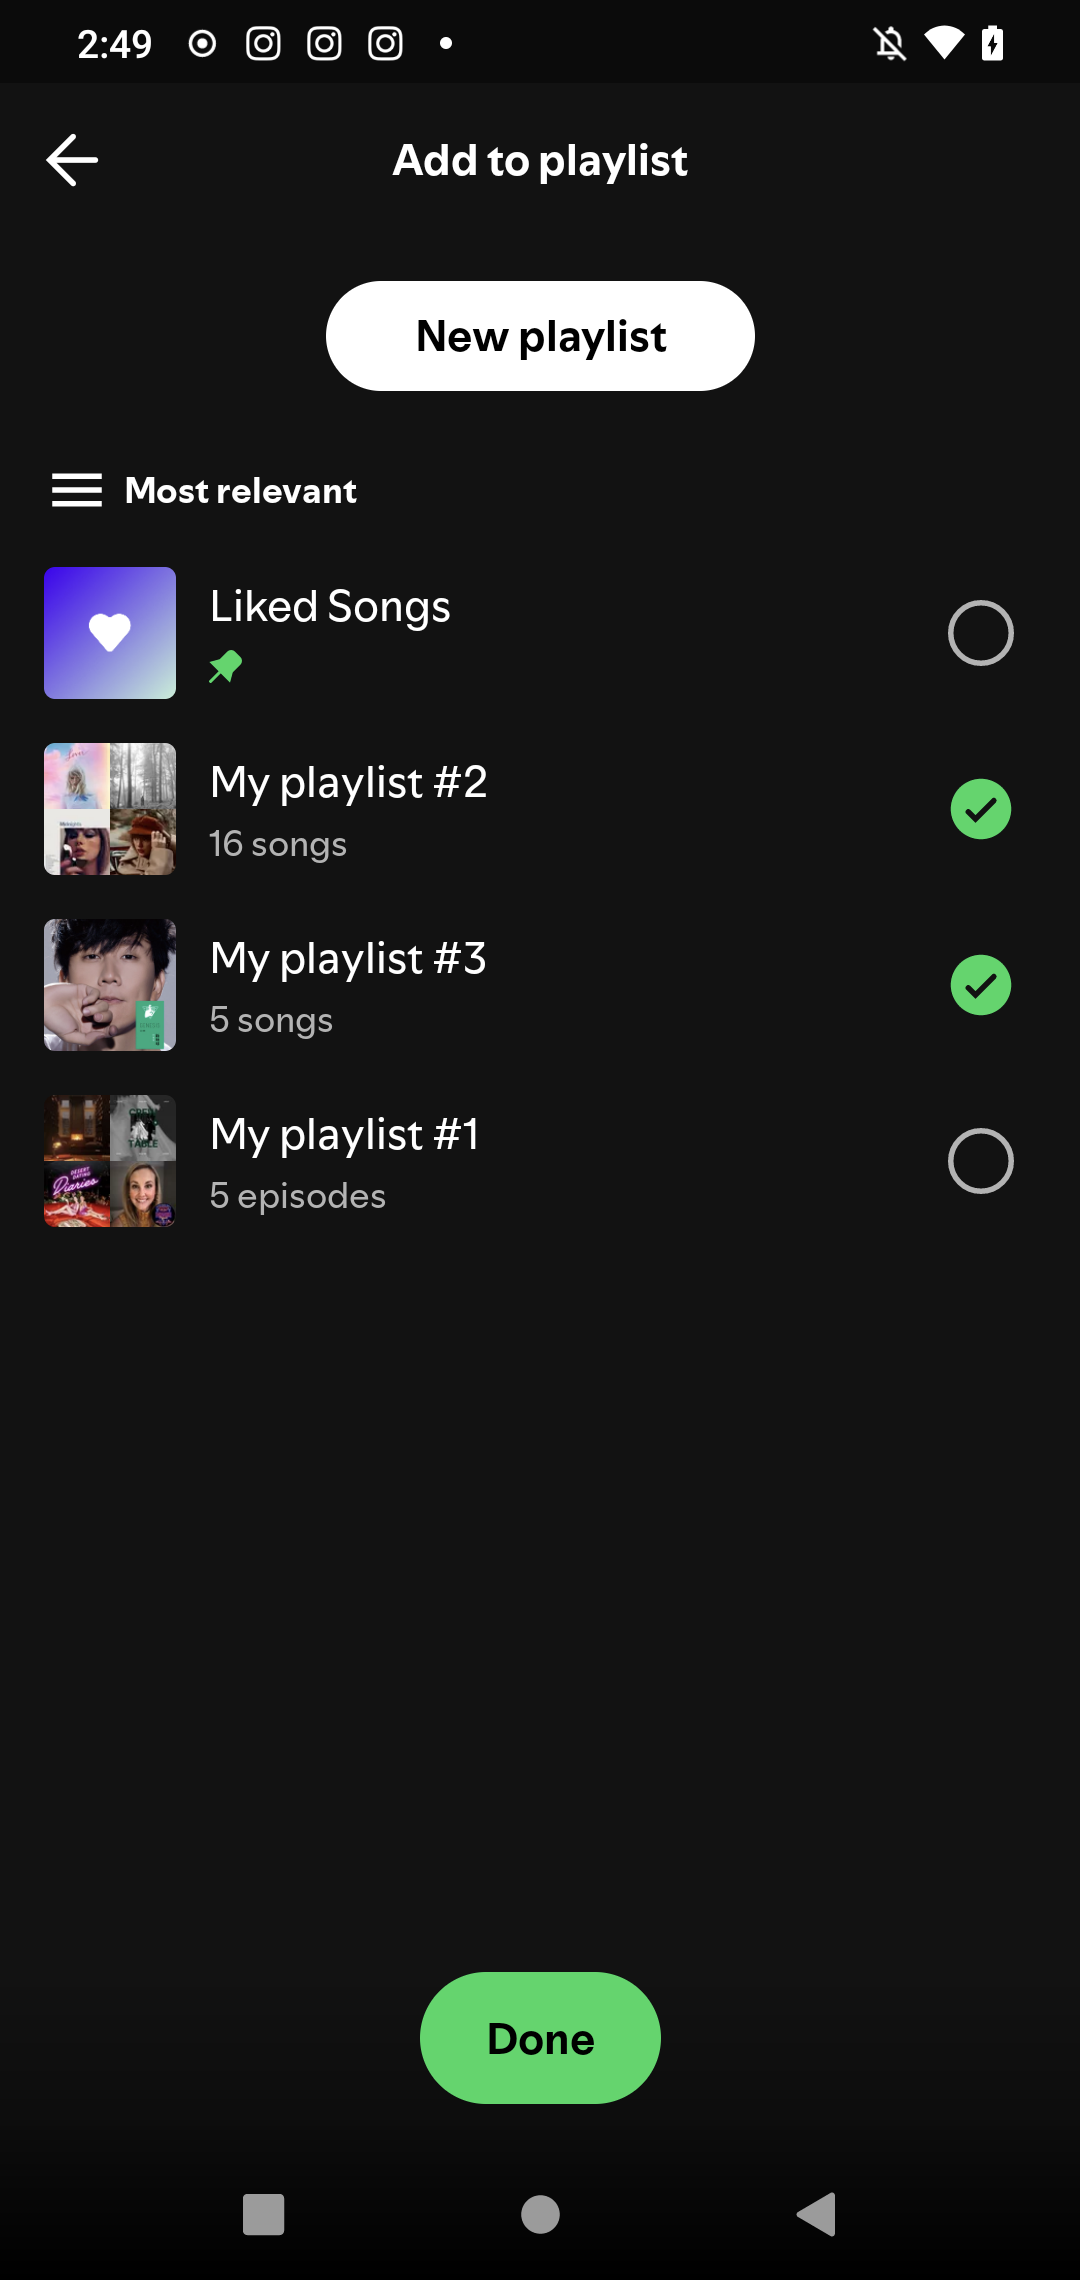 2:49
Add to playlist
New playlist
Most relevant
Liked Songs
My playlist #2
16 songs
My playlist #3
5 songs
My playlist #1
5 episodes
Done